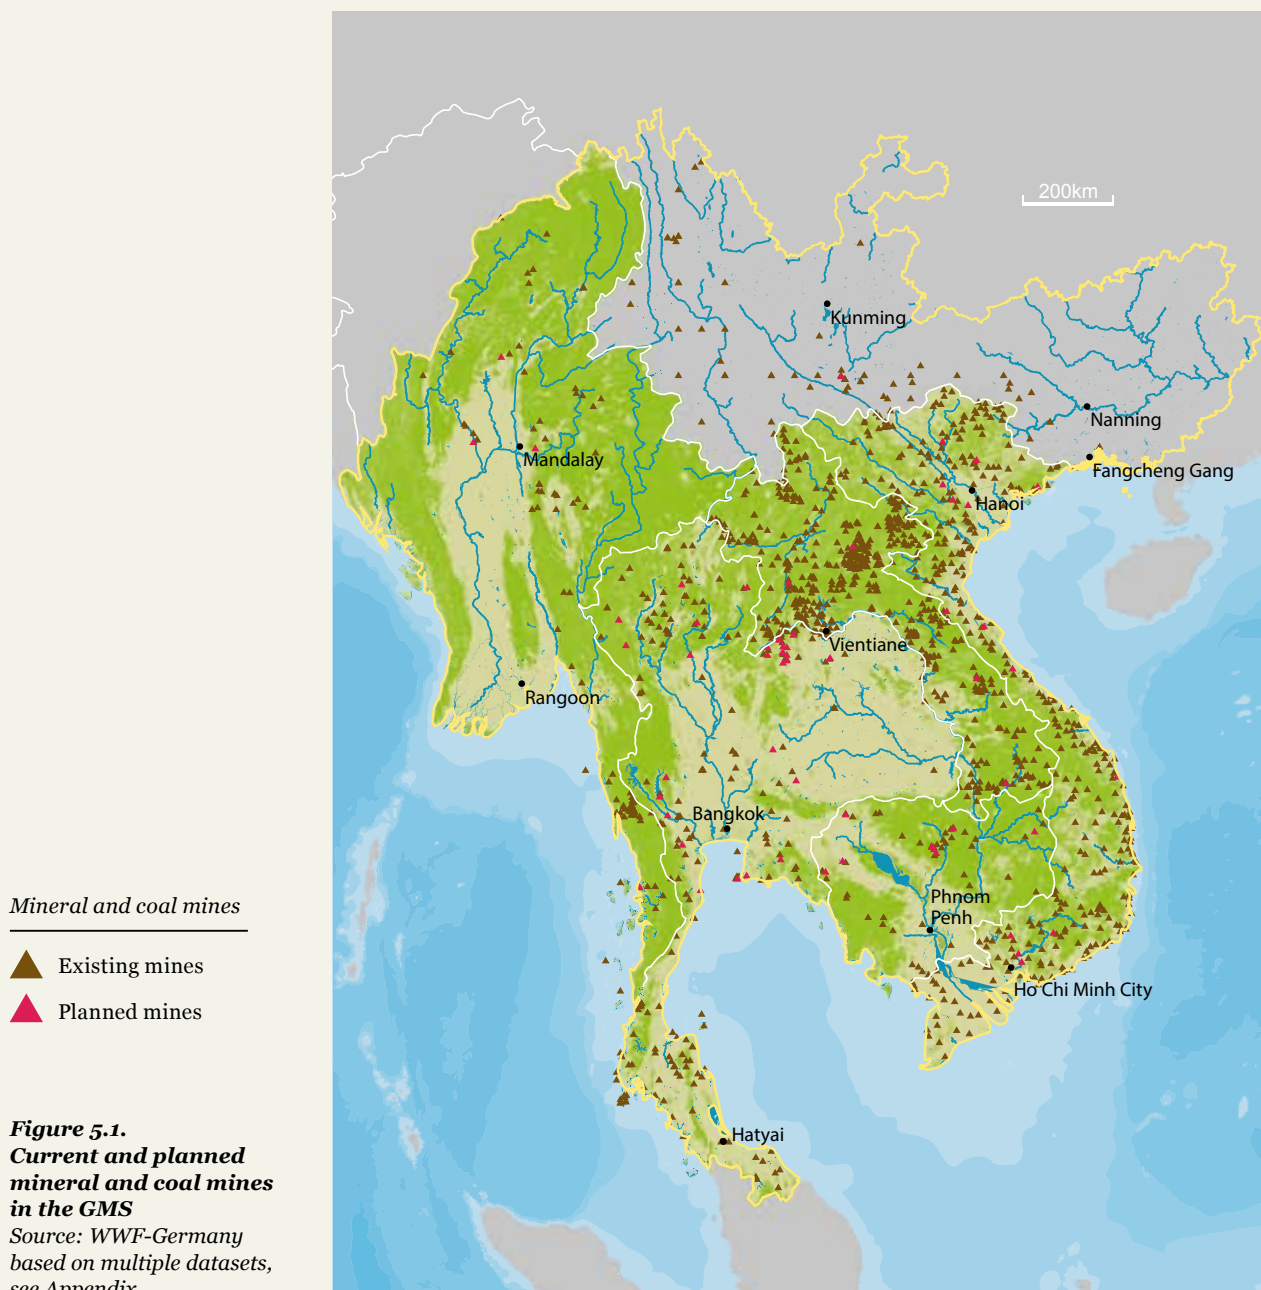 200km
Kunming
Nanning
Fangcheng Gang
Mandalay
Hanoi
Vientiane
Rangoon
Bangkok
Phnom
Penh
Ho Chi Minh City
Hatyai
Mineral and coal mines
Existing mines
Planned mines
Figure 5.1.
Current and planned
mineral and coal mines
in the GMS
Source: WWF-Germany
based on multiple datasets,
see Appendix